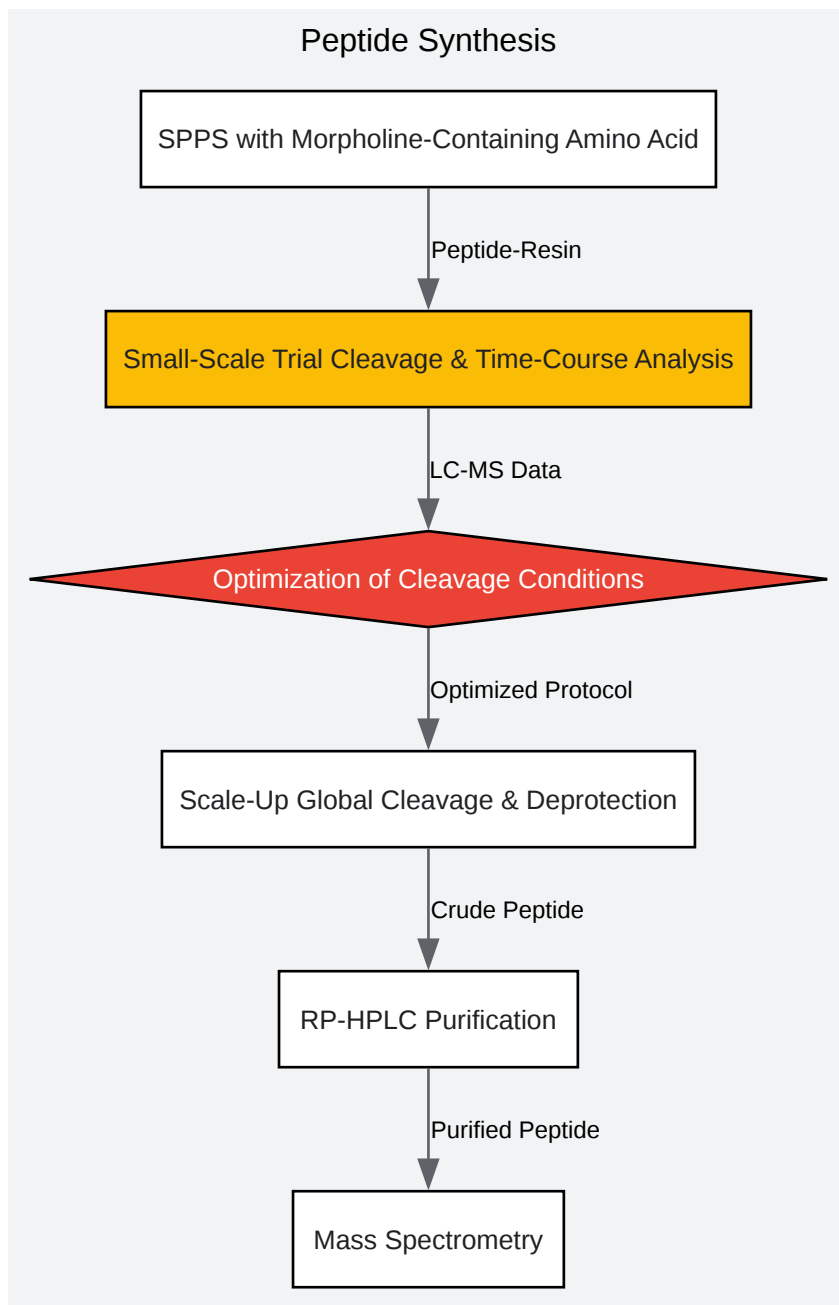 Peptide Synthesis
SPPS with Morpholine-Containing Amino Acid
Peptide-Resin
Small-Scale Trial Cleavage & Time-Course Analysis
LC-MS Data
Optimization of Cleavage Conditions
Optimized Protocol
Scale-Up Global Cleavage & Deprotection
Crude Peptide
RP-HPLC Purification
Purified Peptide
Mass Spectrometry